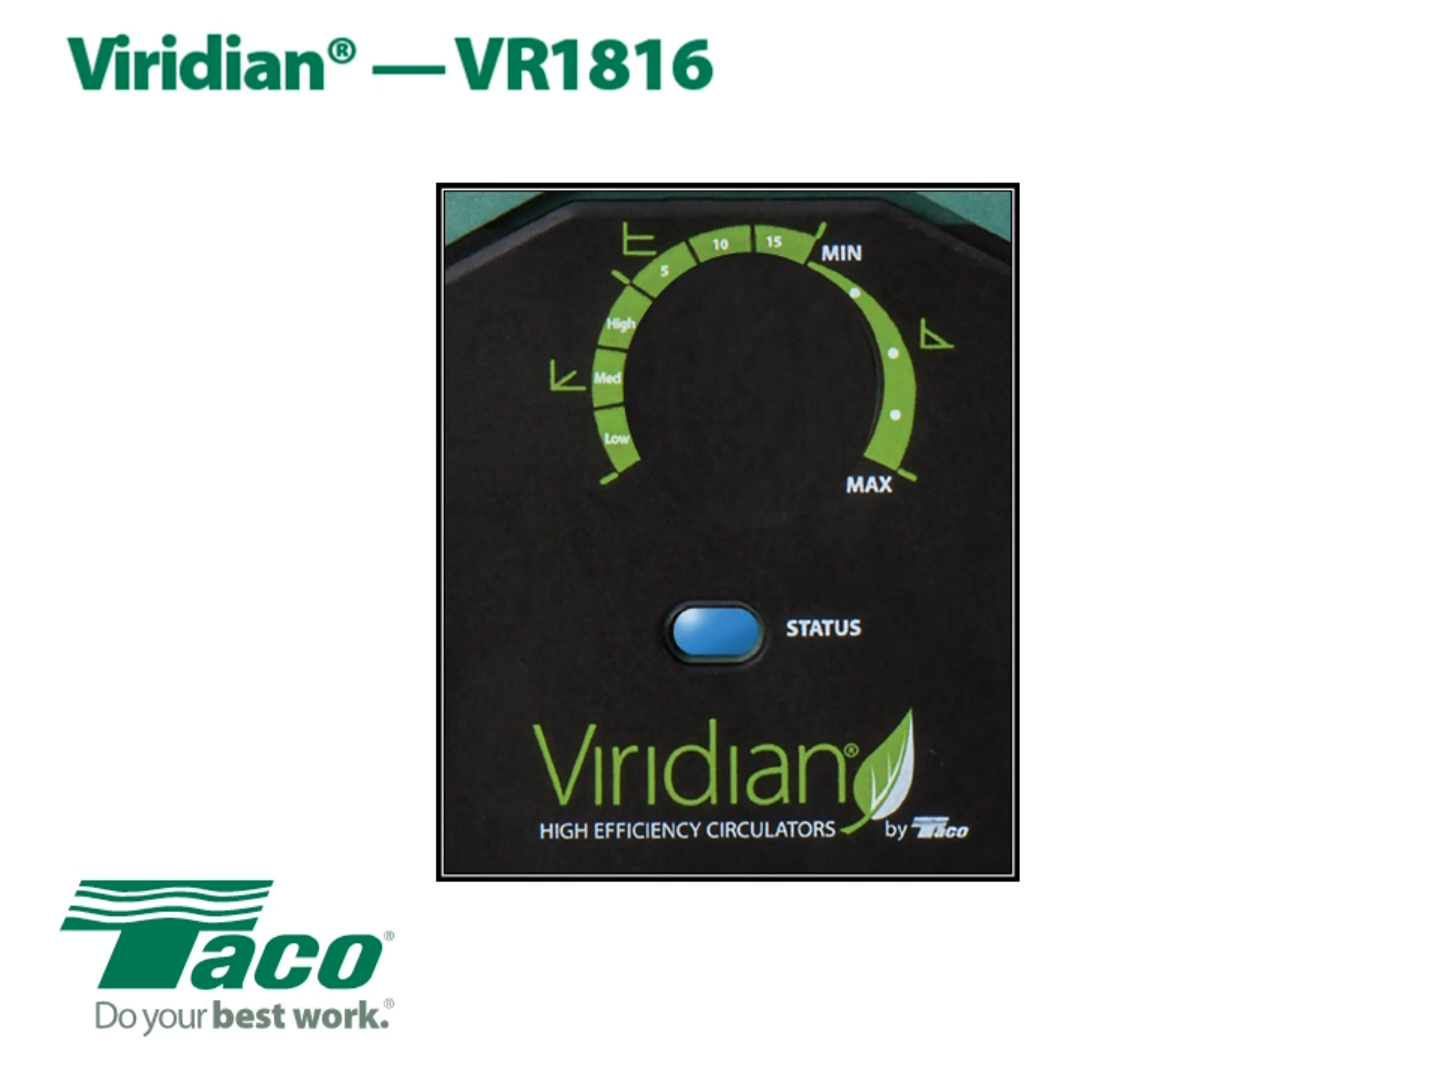 Viridian® — VR1816
5
10
15
MIN
High
Med
Low
MAX
STATUS
Viridian®
HIGH EFFICIENCY CIRCULATORS
by Taco
Taco®
Do your best work.®